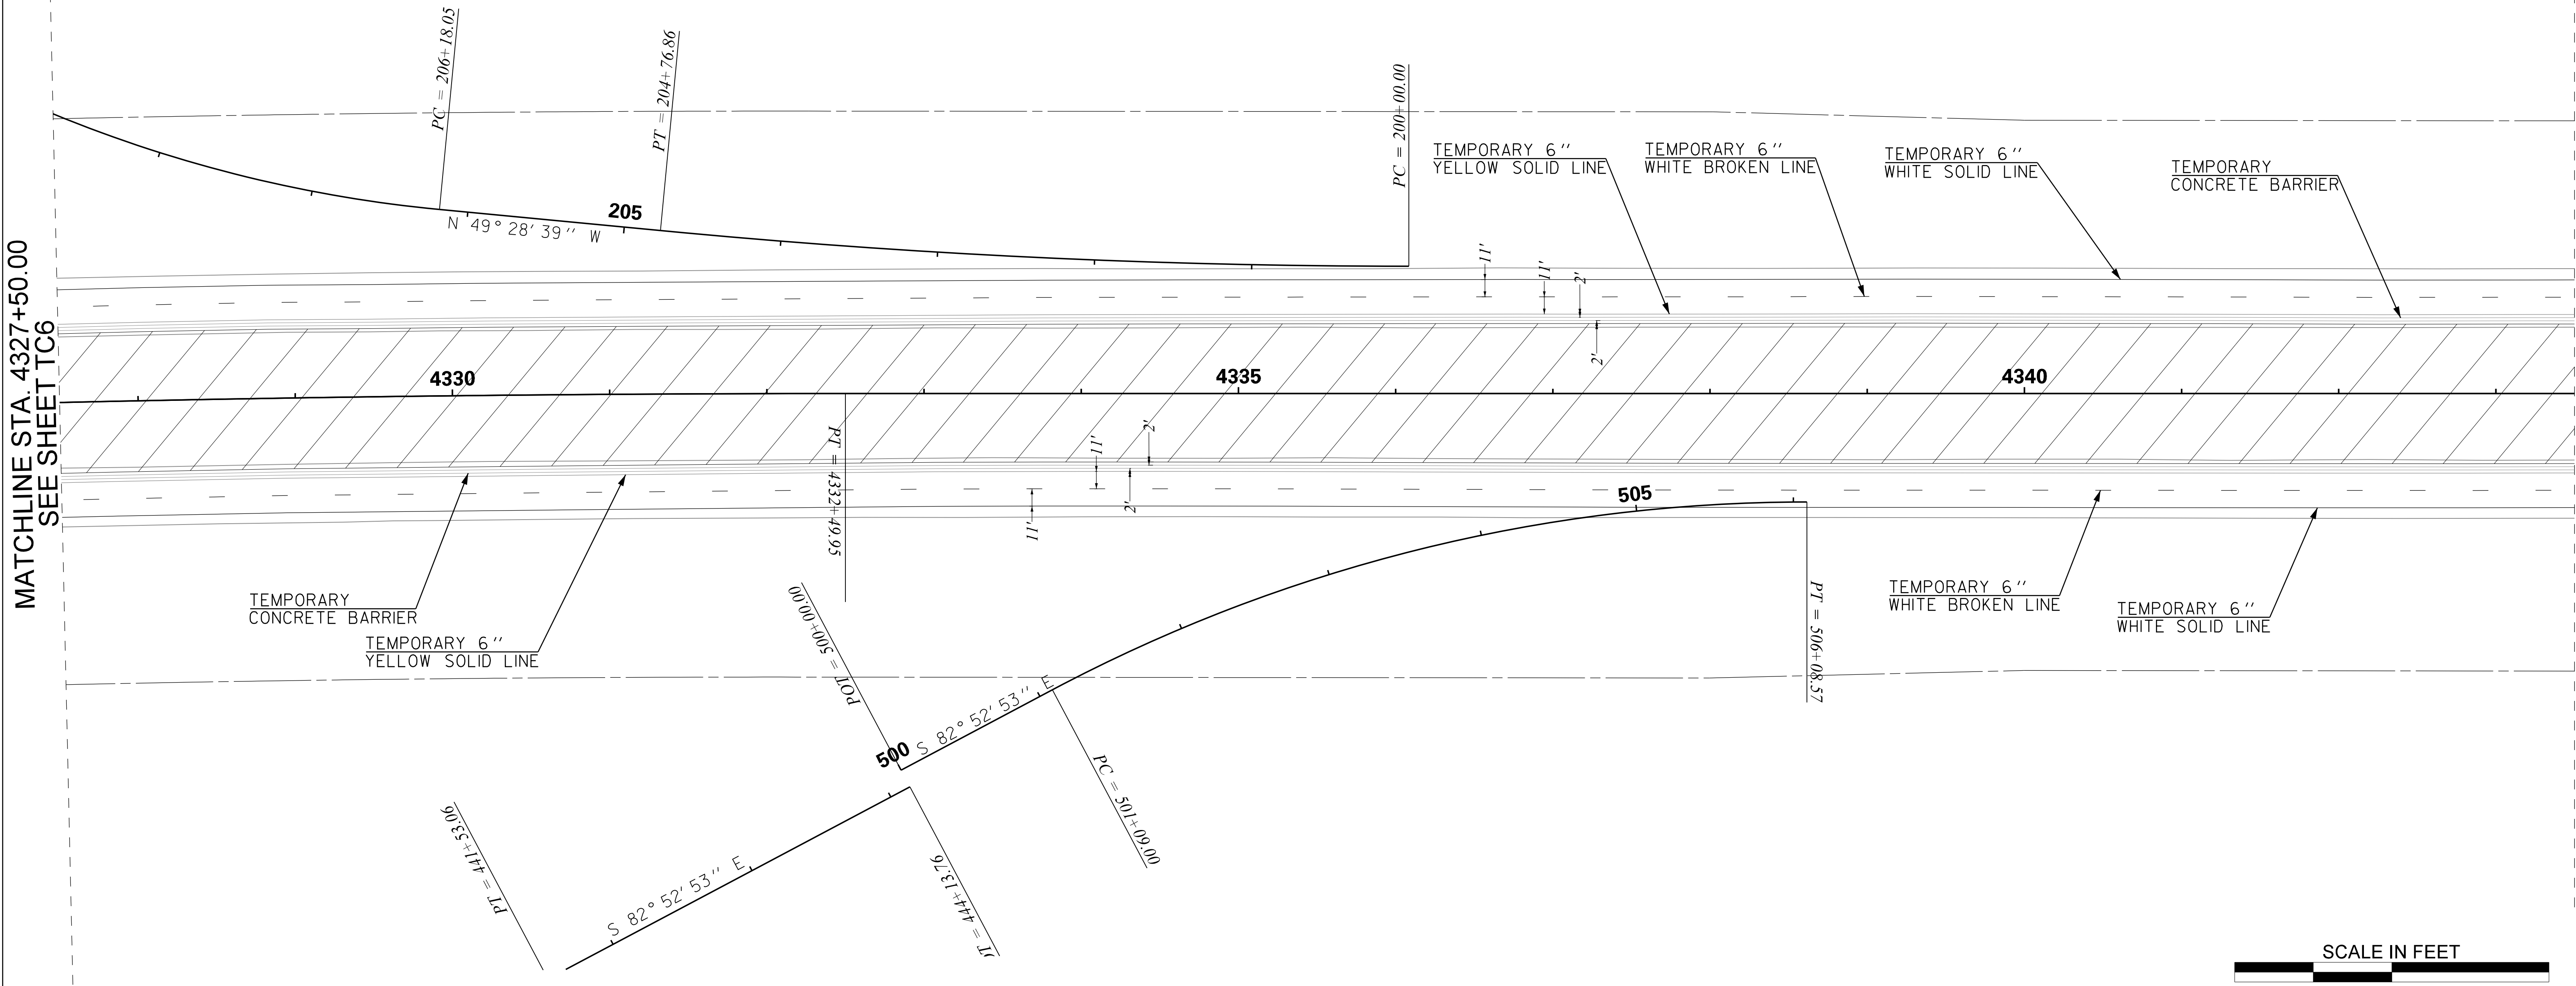 MATCHLINE STA. 4327+50.00
SEE SHEET TC6
PC = 206+18.05
PT = 204+76.86
PC = 200+00.00
205
N 49° 28' 39'' W
TEMPORARY 6''
YELLOW SOLID LINE
TEMPORARY 6''
WHITE BROKEN LINE
TEMPORARY 6''
WHITE SOLID LINE
TEMPORARY
CONCRETE BARRIER
11'
11'
2'
2'
4330
4335
4340
PT = 4332+49.95
11'
11'
2'
2'
505
TEMPORARY
CONCRETE BARRIER
TEMPORARY 6''
YELLOW SOLID LINE
POT = 500+00.00
500
S 82° 52' 53'' E
PC = 501+09.00
PT = 506+08.57
TEMPORARY 6''
WHITE BROKEN LINE
TEMPORARY 6''
WHITE SOLID LINE
PT = 441+53.06
S 82° 52' 53'' E
= 444+13.76
SCALE IN FEET